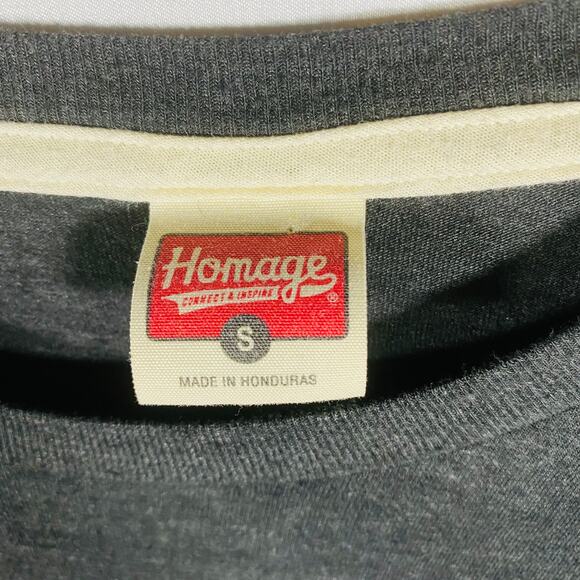 Homage
CONNECT & INSPIRE
®
S
MADE IN HONDURAS